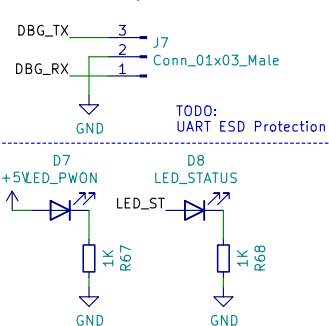 DBG_TX
3
J7
2
Conn_01x03_Male
DBG_RX
1
TODO:
GND
UART ESD Protection
D7
D8
+5V
LED_PWON
LED_STATUS
LED_ST
1K
R67
1K
R68
GND
GND